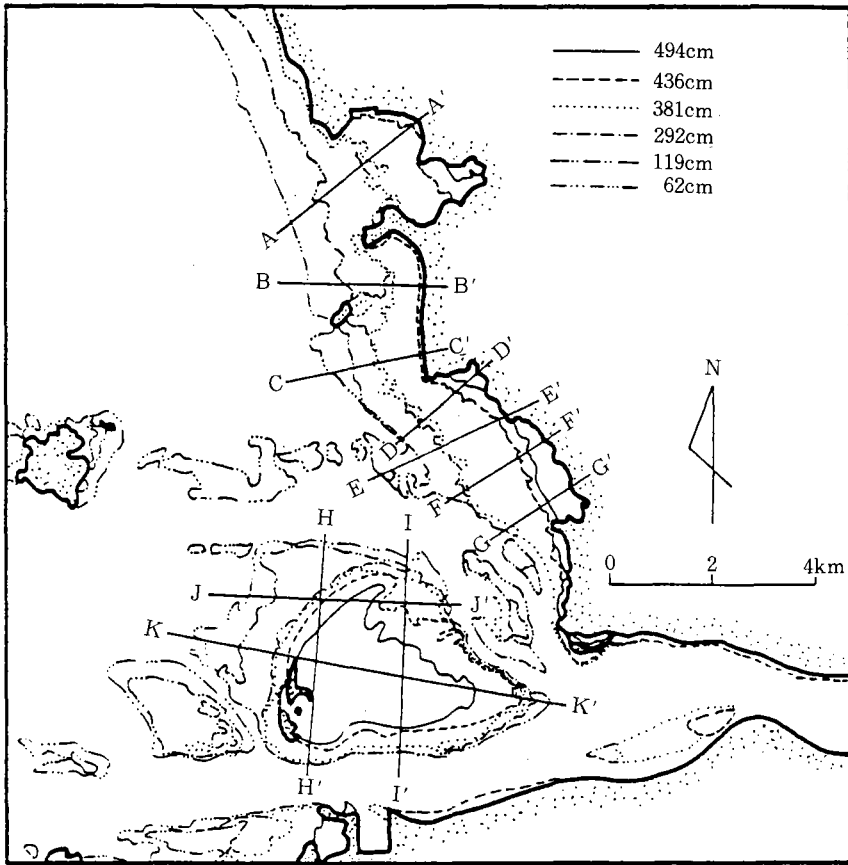 494cm
436cm
381cm
292cm
119cm
62cm
A'
A
B B'
C'
C
D'
D
E'
E
F'
F
G'
G
N
0 2 4km
H I
J J'
K
K'
H' I'